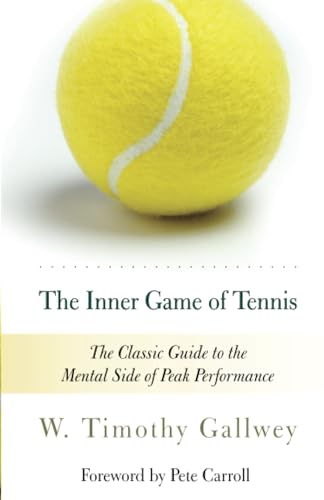 The Inner Game of Tennis
The Classic Guide to the
Mental Side of Peak Performance
W. Timothy Gallwey
Foreword by Pete Carroll